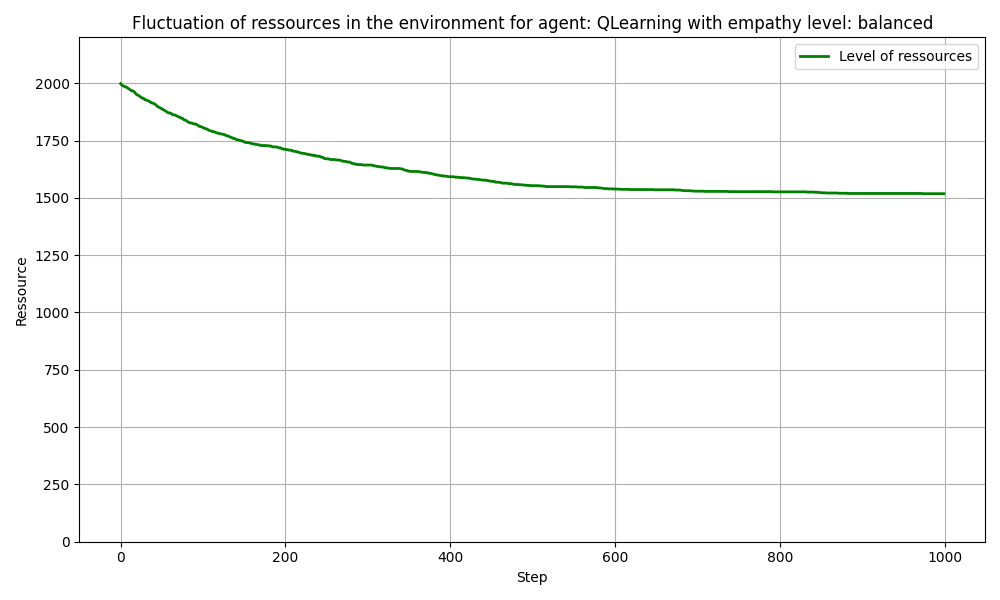 Fluctuation of ressources in the environment for agent: QLearning with empathy level: balanced
Level of ressources
2000
1750
1500
1250
1000
750
500
250
0
Ressource
0 200 400 600 800 1000
Step